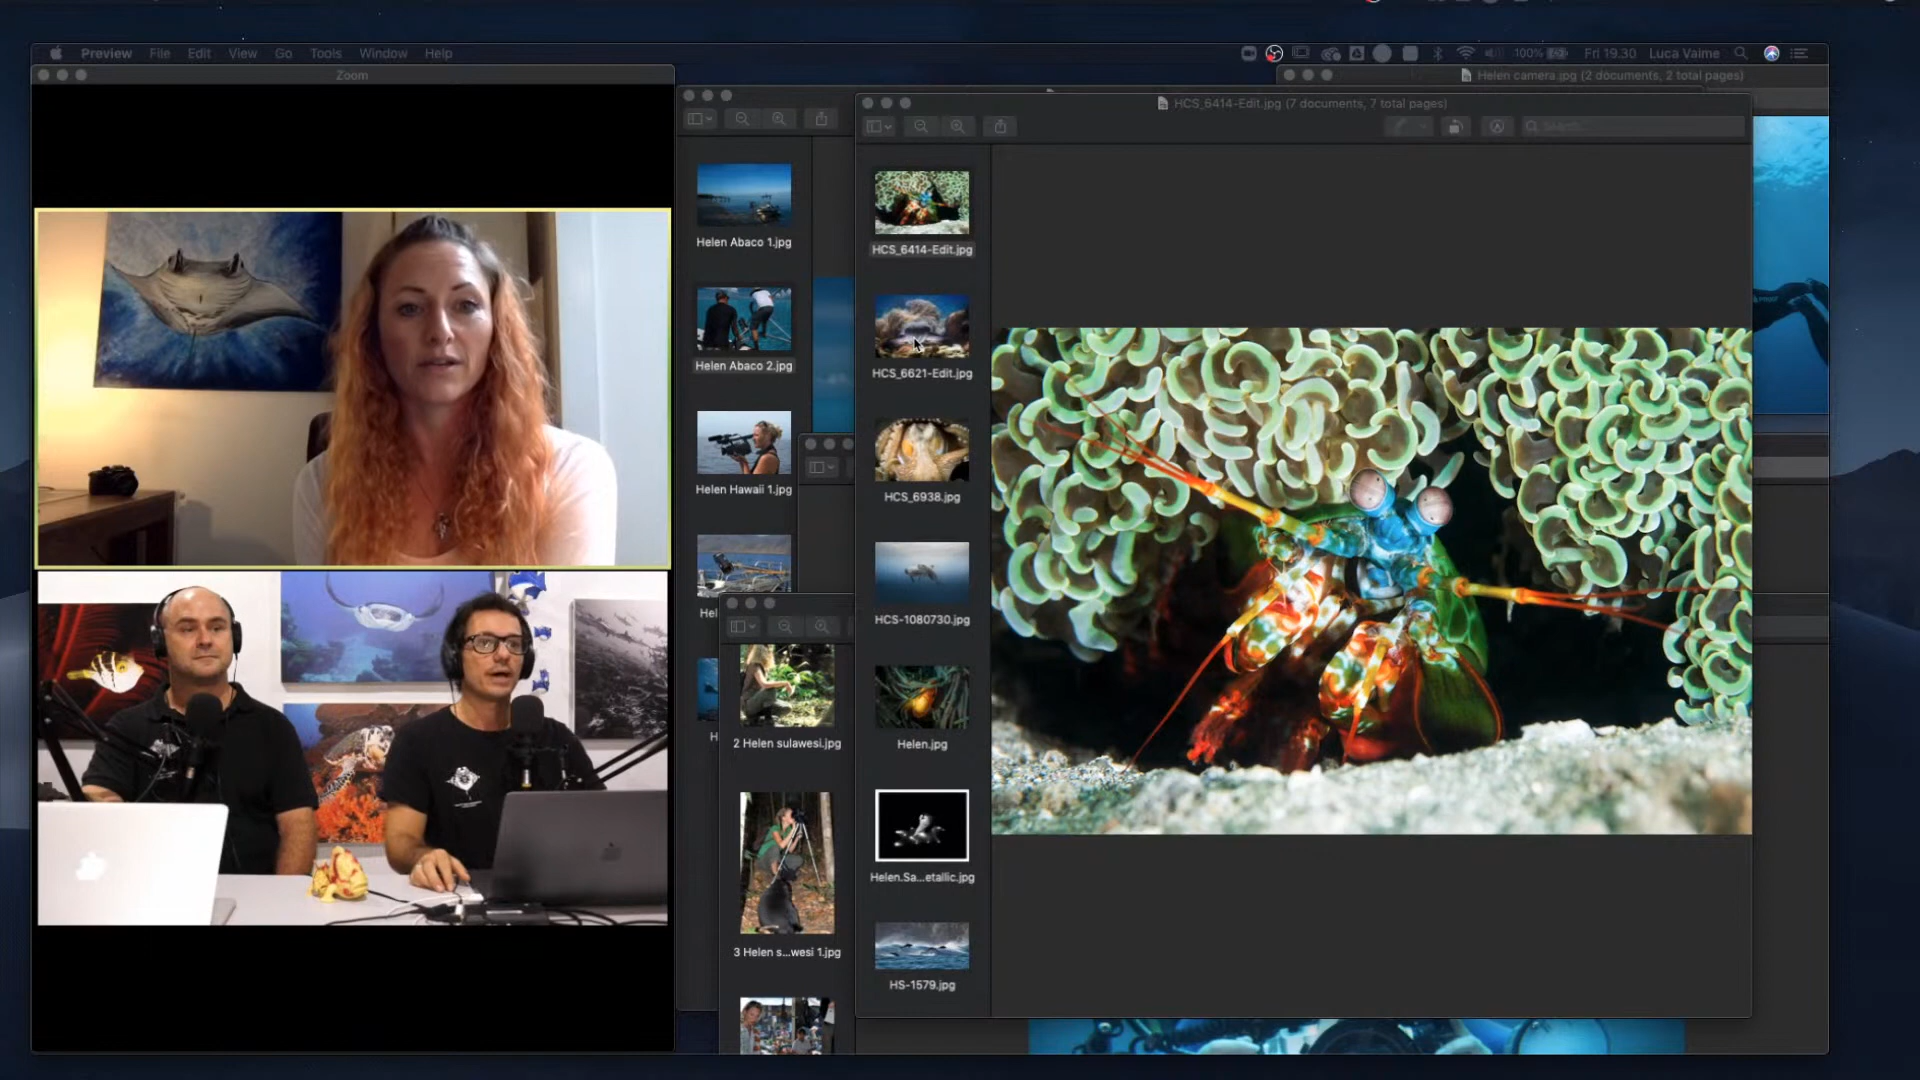 Preview File Edit View Go Tools Window Help
100% Fri 19.30 Luca Vaime
Zoom
Helen camera.jpg (2 documents, 2 total pages)
HCS_6414-Edit.jpg (7 documents, 7 total pages)
Search
Helen Abaco 1.jpg
Helen Abaco 2.jpg
Helen Hawaii 1.jpg
Hel
H
2 Helen sulawesi.jpg
3 Helen s...wesi 1.jpg
HCS_6414-Edit.jpg
HCS_6621-Edit.jpg
HCS_6938.jpg
HCS-1080730.jpg
Helen.jpg
Helen.Sa...etallic.jpg
HS-1579.jpg